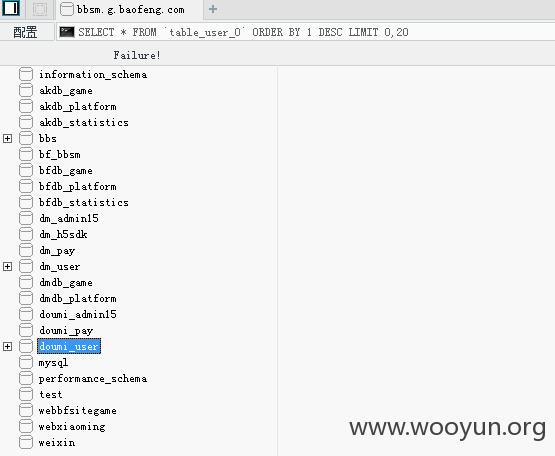 bbsm.g.baofeng.com
配置
SELECT * FROM `table_user_0` ORDER BY 1 DESC LIMIT 0,20
Failure!
information_schema
akdb_game
akdb_platform
akdb_statistics
bbs
bf_bbsm
bfdb_game
bfdb_platform
bfdb_statistics
dm_admin15
dm_h5sdk
dm_pay
dm_user
dmdb_game
dmdb_platform
doumi_admin15
doumi_pay
doumi_user
mysql
performance_schema
test
webbfsitegame
webxiaoming
weixin
www.wooyun.org